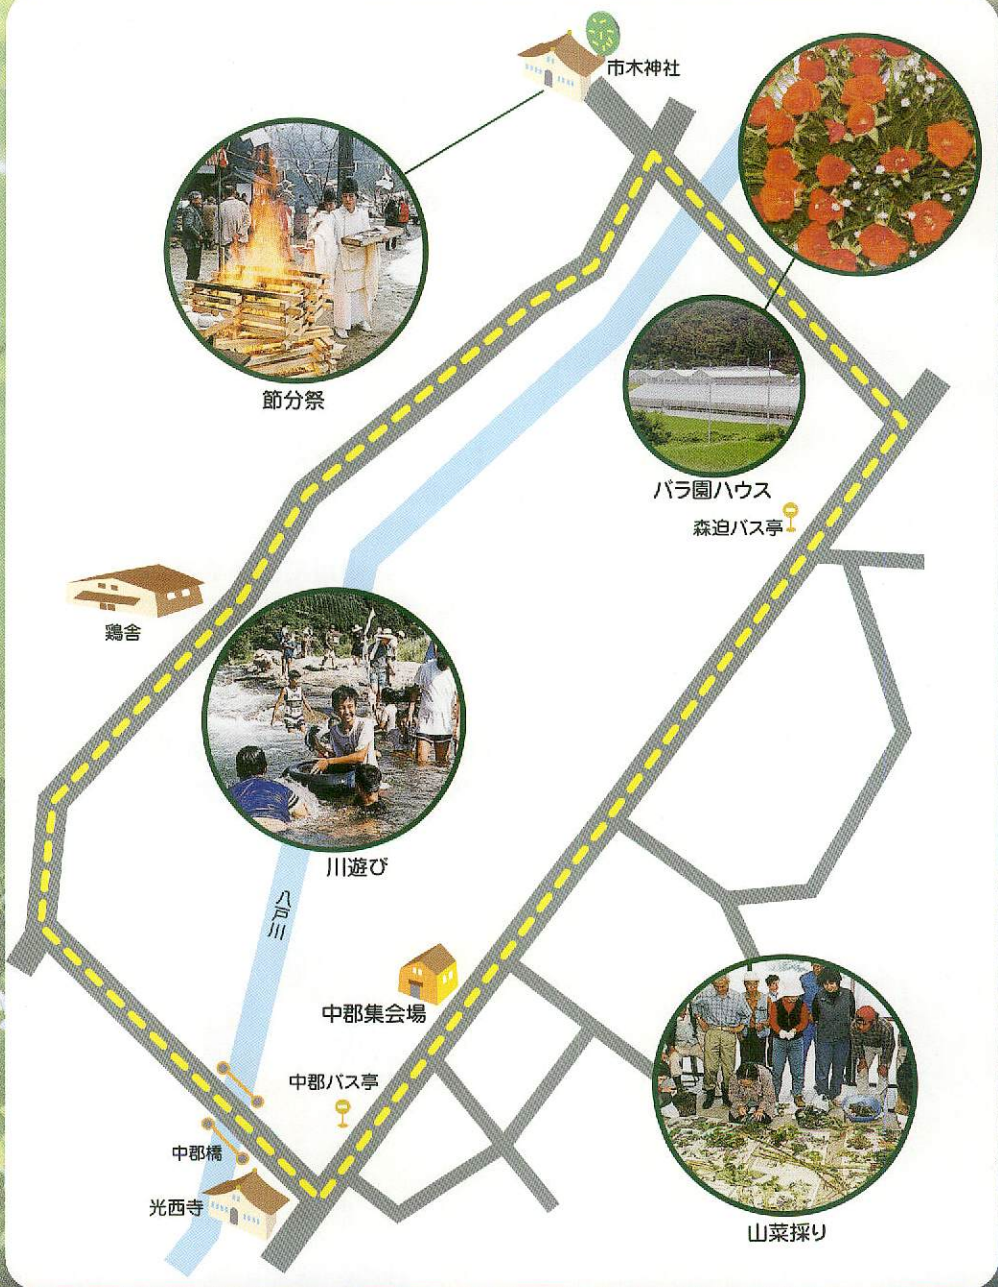 市木神社
節分祭
バラ園ハウス
森迫バス亭
鶏舎
川遊び
八戸川
中郡集会場
中郡バス亭
中郡橋
光西寺
山菜採り